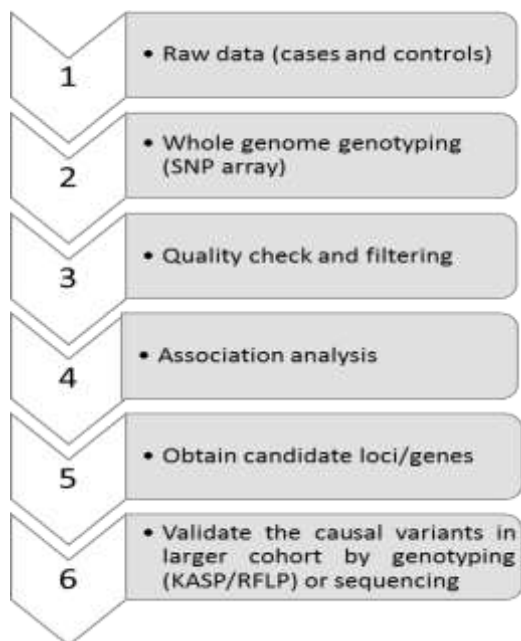 1
• Raw data (cases and controls)
2
• Whole genome genotyping
(SNP array)
3
• Quality check and filtering
4
• Association analysis
5
• Obtain candidate loci/genes
6
• Validate the causal variants in
larger cohort by genotyping
(KASP/RFLP) or sequencing